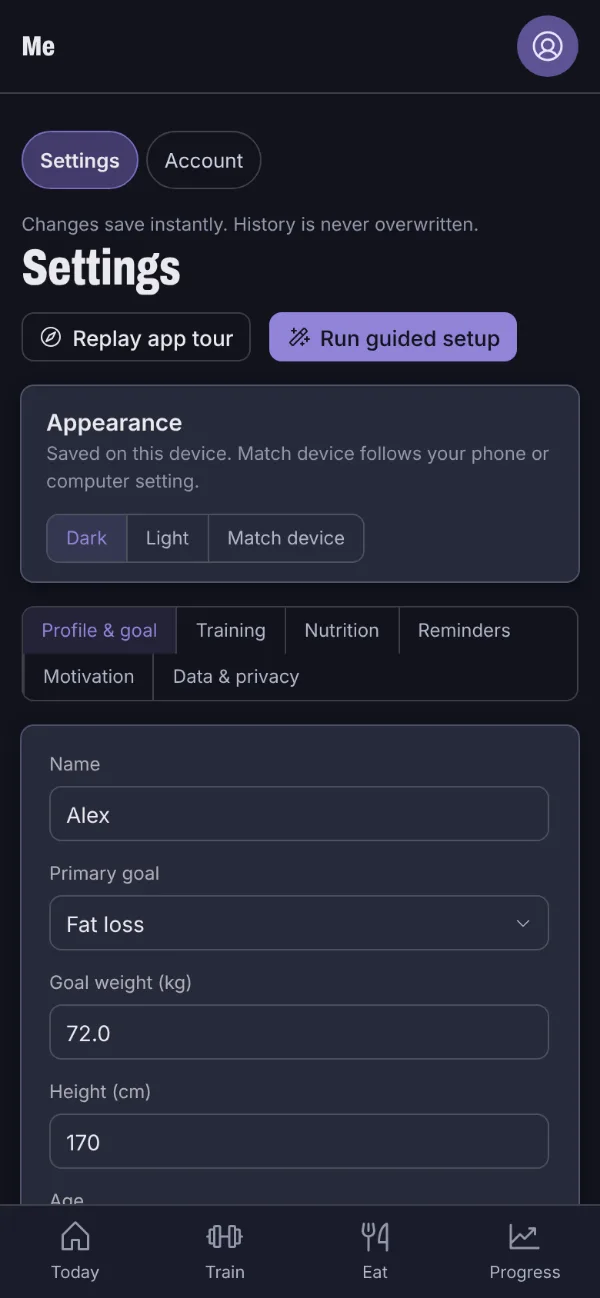 Me
Settings
Account
Changes save instantly. History is never overwritten.
Settings
Replay app tour
Run guided setup
Appearance
Saved on this device. Match device follows your phone or
computer setting.
Dark
Light
Match device
Profile & goal
Training
Nutrition
Reminders
Motivation
Data & privacy
Name
Alex
Primary goal
Fat loss
Goal weight (kg)
72.0
Height (cm)
170
Age
Today
Train
Eat
Progress